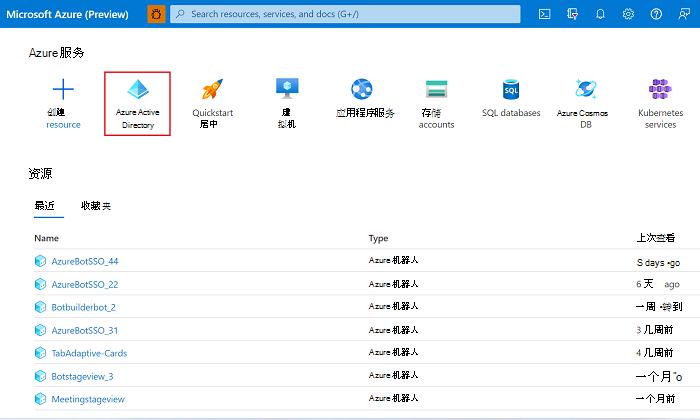 Microsoft Azure (Preview)
Search resources, services, and docs (G+/)
Azure 服务
创建
resource
Azure Active
Directory
Quickstart
居中
虚
拟机
应用程序服务
存储
accounts
SQL
SQL databases
Azure Cosmos
DB
Kubernetes
services
资源
最近 收藏夹
Name Type 上次查看
AzureBotSSO_44 Azure 机器人 S days •go
AzureBotSSO_22 Azure 机器人 6 天 ago
Botbuilderbot_2 Azure 机器人 一周 •转到
AzureBotSSO_31 Azure 机器人 3 几周前
TabAdaptive-Cards Azure 机器人 4 几周前
Botstageview_3 Azure 机器人 一个月"o
Meetingstageview Azure 机器人 一个月前